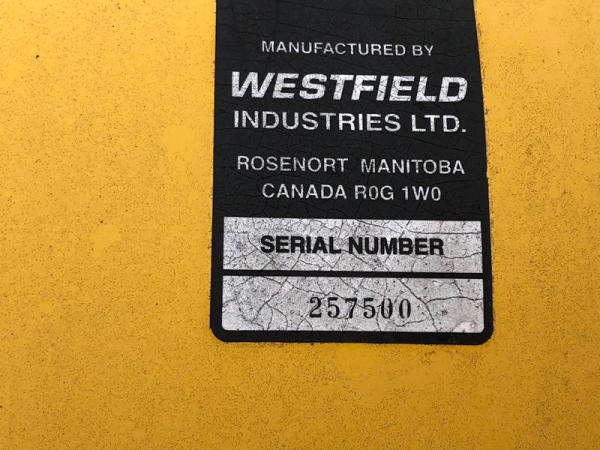 MANUFACTURED BY
WESTFIELD
INDUSTRIES LTD.
ROSENORT MANITOBA
CANADA R0G 1W0
SERIAL NUMBER
257500